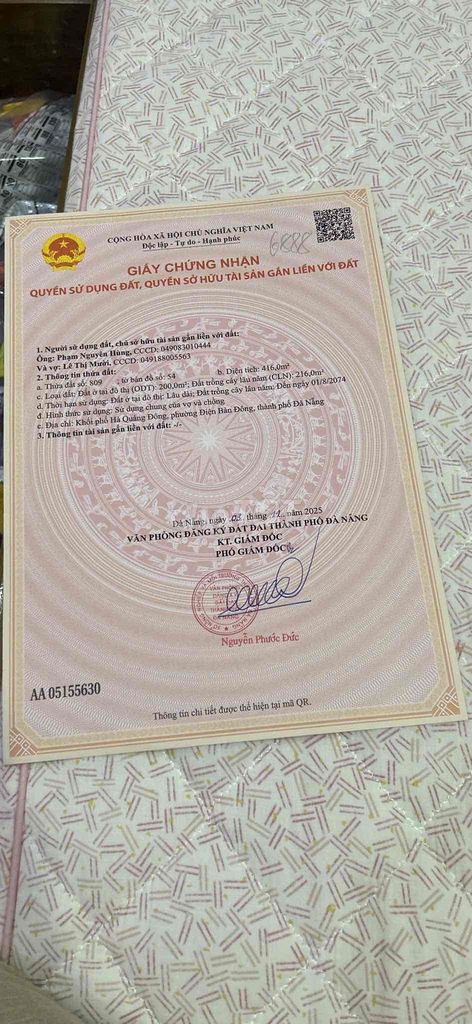 CỘNG HÒA XÃ HỘI CHỦ NGHĨA VIỆT NAM
Độc lập - Tự do - Hạnh phúc
6888
GIẤY CHỨNG NHẬN
QUYỀN SỬ DỤNG ĐẤT, QUYỀN SỞ HỮU TÀI SẢN GẮN LIỀN VỚI ĐẤT
1. Người sử dụng đất, chủ sở hữu tài sản gắn liền với đất:
Ông: Phạm Nguyên Hùng, CCCD: 049083010444
Và vợ: Lê Thị Mười, CCCD: 049188005563
2. Thông tin thửa đất:
a. Thửa đất số: 809 , tờ bản đồ số: 54 b. Diện tích: 416,0m²
c. Loại đất: Đất ở tại đô thị (ODT): 200,0m²; Đất trồng cây lâu năm (CLN): 216,0m²
d. Thời hạn sử dụng: Đất ở tại đô thị: Lâu dài; Đất trồng cây lâu năm: Đến ngày 01/8/2074
đ. Hình thức sử dụng: Sử dụng chung của vợ và chồng
e. Địa chỉ: Khối phố Hà Quảng Đông, phường Điện Bàn Đông, thành phố Đà Nẵng
3. Thông tin tài sản gắn liền với đất: -/-
Đà Nẵng, ngày 03 tháng 12 năm 2025
VĂN PHÒNG ĐĂNG KÝ ĐẤT ĐAI THÀNH PHỐ ĐÀ NẴNG
KT. GIÁM ĐỐC
PHÓ GIÁM ĐỐC
Nguyễn Phước Đức
AA 05155630
Thông tin chi tiết được thể hiện tại mã QR.